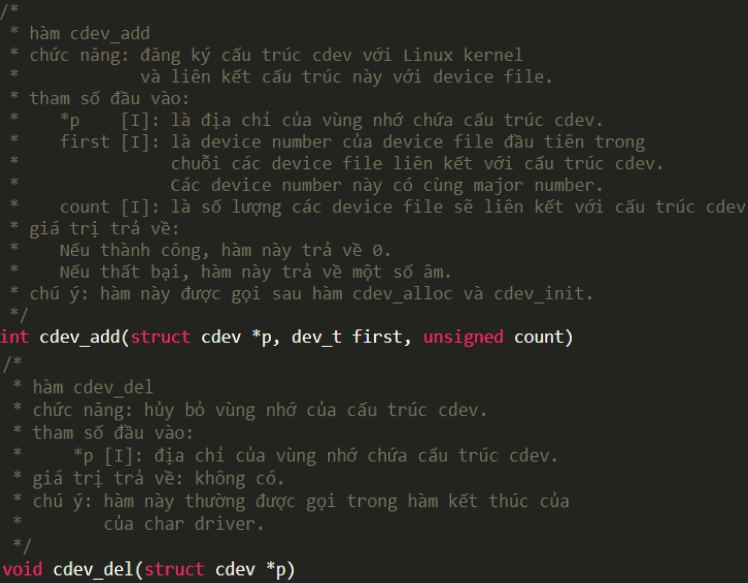 /*
 * hàm cdev_add
 * chức năng: đăng ký cấu trúc cdev với Linux kernel
 *            và liên kết cấu trúc này với device file.
 * tham số đầu vào:
 *    *p    [I]: là địa chỉ của vùng nhớ chứa cấu trúc cdev.
 *    first [I]: là device number của device file đầu tiên trong
 *               chuỗi các device file liên kết với cấu trúc cdev.
 *               Các device number này có cùng major number.
 *    count [I]: là số lượng các device file sẽ liên kết với cấu trúc cdev
 * giá trị trả về:
 *    Nếu thành công, hàm này trả về 0.
 *    Nếu thất bại, hàm này trả về một số âm.
 * chú ý: hàm này được gọi sau hàm cdev_alloc và cdev_init.
 */
int cdev_add(struct cdev *p, dev_t first, unsigned count)
/*
 * hàm cdev_del
 * chức năng: hủy bỏ vùng nhớ của cấu trúc cdev.
 * tham số đầu vào:
 *     *p [I]: địa chỉ của vùng nhớ chứa cấu trúc cdev.
 * giá trị trả về: không có.
 * chú ý: hàm này thường được gọi trong hàm kết thúc của
 *        của char driver.
 */
void cdev_del(struct cdev *p)